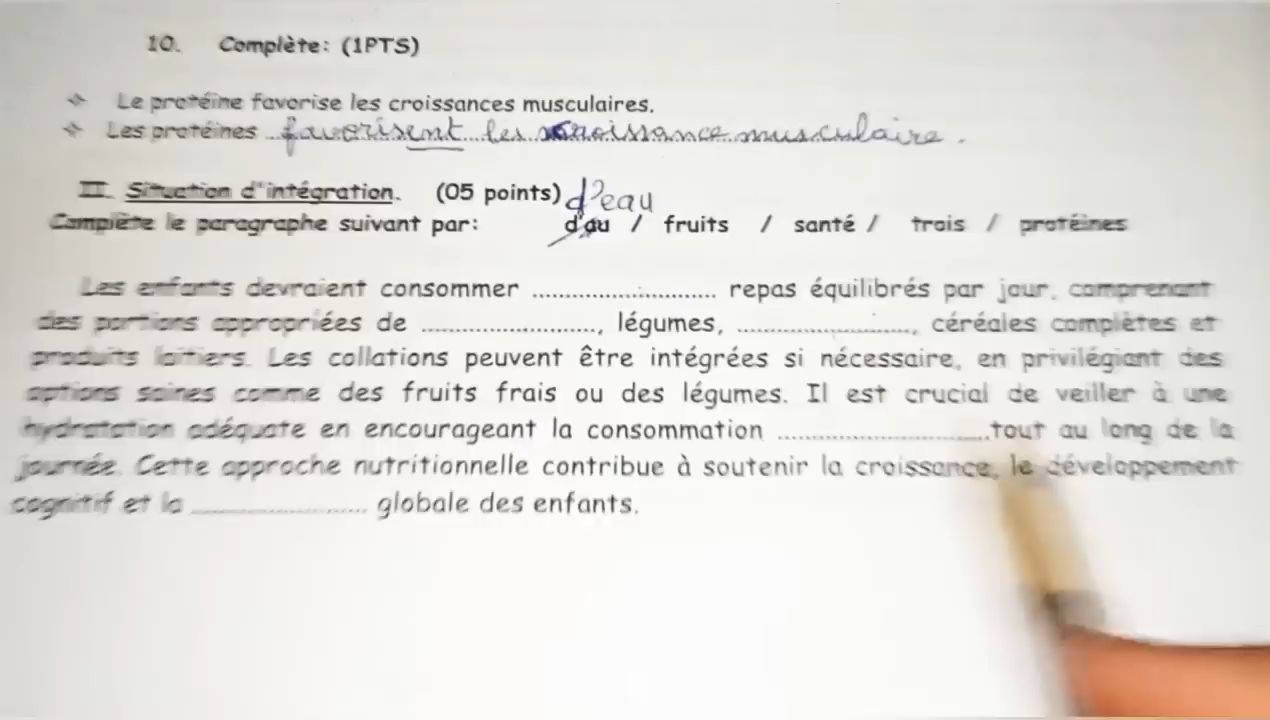 10. Complète: (1PTS)
Le protéine favorise les croissances musculaires.
Les protéines favorisent les croissance musculaire.
II. Situation d'intégration. (05 points) d'eau
Complète le paragraphe suivant par: d'au / fruits / santé / trois / protéines
Les enfants devraient consommer .......................... repas équilibrés par jour, comprenant
des portions appropriées de ........................., légumes, ........................., céréales complètes et
produits laitiers. Les collations peuvent être intégrées si nécessaire, en privilégiant des
options saines comme des fruits frais ou des légumes. Il est crucial de veiller à une
hydratation adéquate en encourageant la consommation ..............................tout au long de la
journée. Cette approche nutritionnelle contribue à soutenir la croissance, le développement
cognitif et la ......................... globale des enfants.